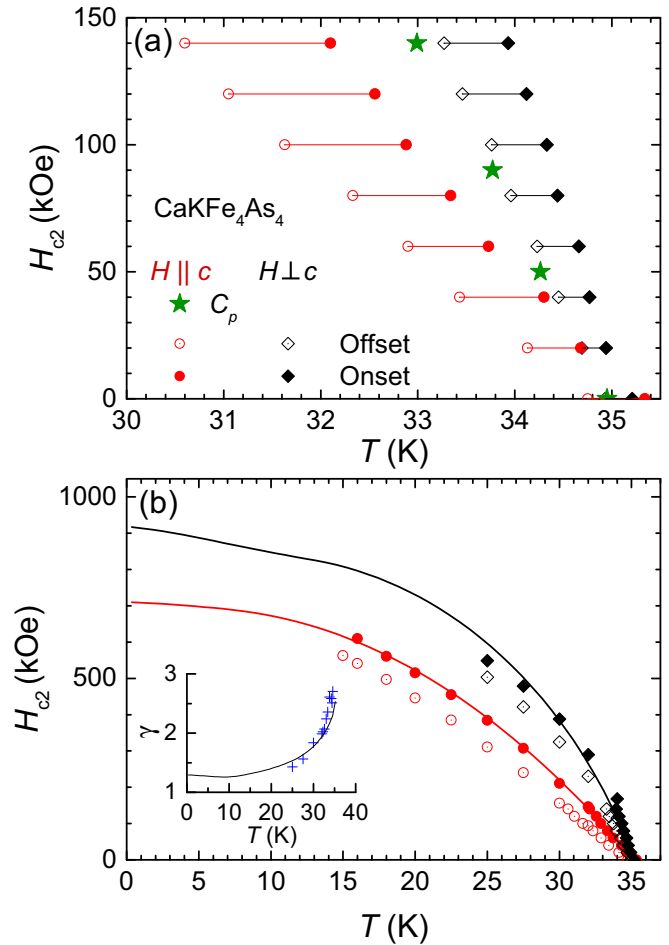 (a)
150
100
50
0
H_c2 (kOe)
CaKFe₄As₄
H || c H⊥c
C_p
Offset
Onset
30 31 32 33 34 35
T (K)
(b)
1000
500
0
H_c2 (kOe)
3
2
1
γ
0 10 20 30 40
T (K)
0 5 10 15 20 25 30 35
T (K)